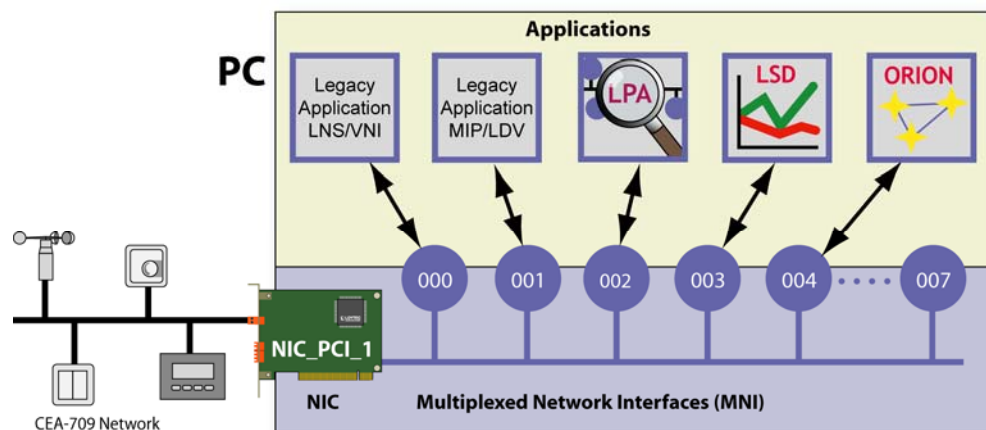 Applications
PC
Legacy
Application
LNS/VNI
Legacy
Application
MIP/LDV
LPA
LSD
ORION
000
001
002
003
004
007
NIC_PCI_1
NIC
Multiplexed Network Interfaces (MNI)
CEA-709 Network